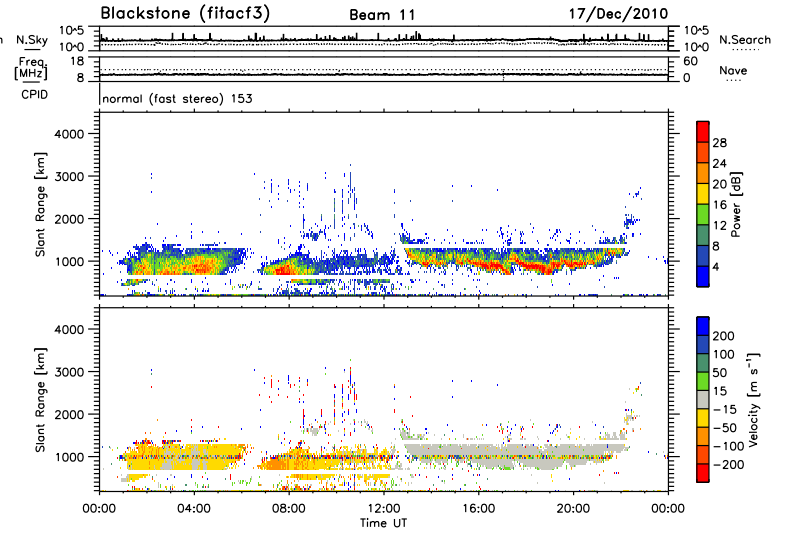 Blackstone (fitacf3) Beam 11 17/Dec/2010
N.Sky 10^5 10^0 10^5 10^0 N.Search
Freq. [MHz] 18 8 60 0 Nave
CPID normal (fast stereo) 153
Slant Range [km] 4000 3000 2000 1000
28 24 20 16 12 8 4 Power [dB]
Slant Range [km] 4000 3000 2000 1000
200 100 50 15 −15 −50 −100 −200 Velocity [m s⁻¹]
00:00 04:00 08:00 12:00 16:00 20:00 00:00
Time UT